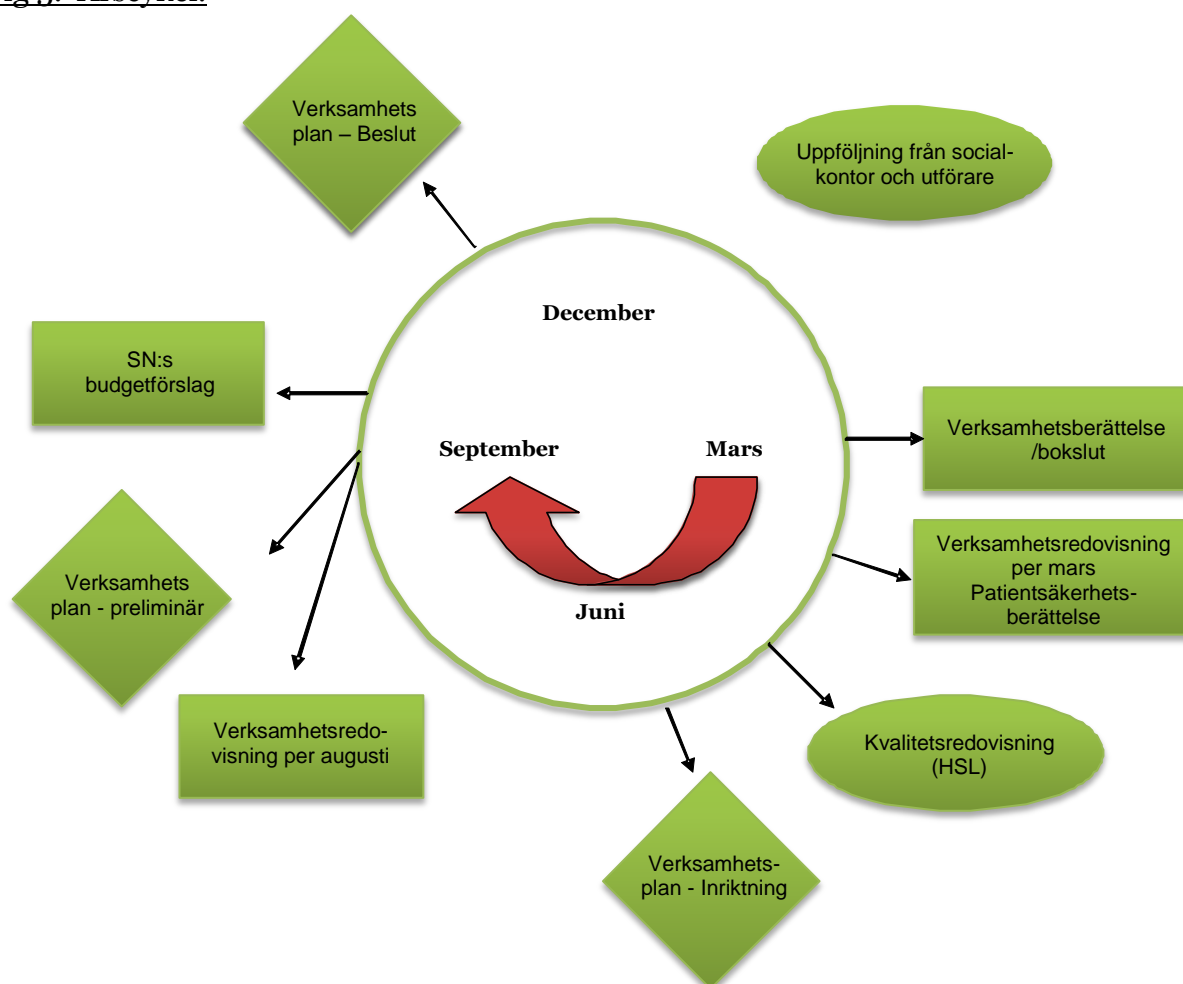 Verksamhets
plan – Beslut
Uppföljning från social-
kontor och utförare
December
SN:s
budgetförslag
September
Mars
Verksamhetsberättelse
/bokslut
Verksamhetsredovisning
per mars
Patientsäkerhets-
berättelse
Verksamhets
plan - preliminär
Juni
Verksamhetsredo-
visning per augusti
Kvalitetsredovisning
(HSL)
Verksamhets-
plan - Inriktning